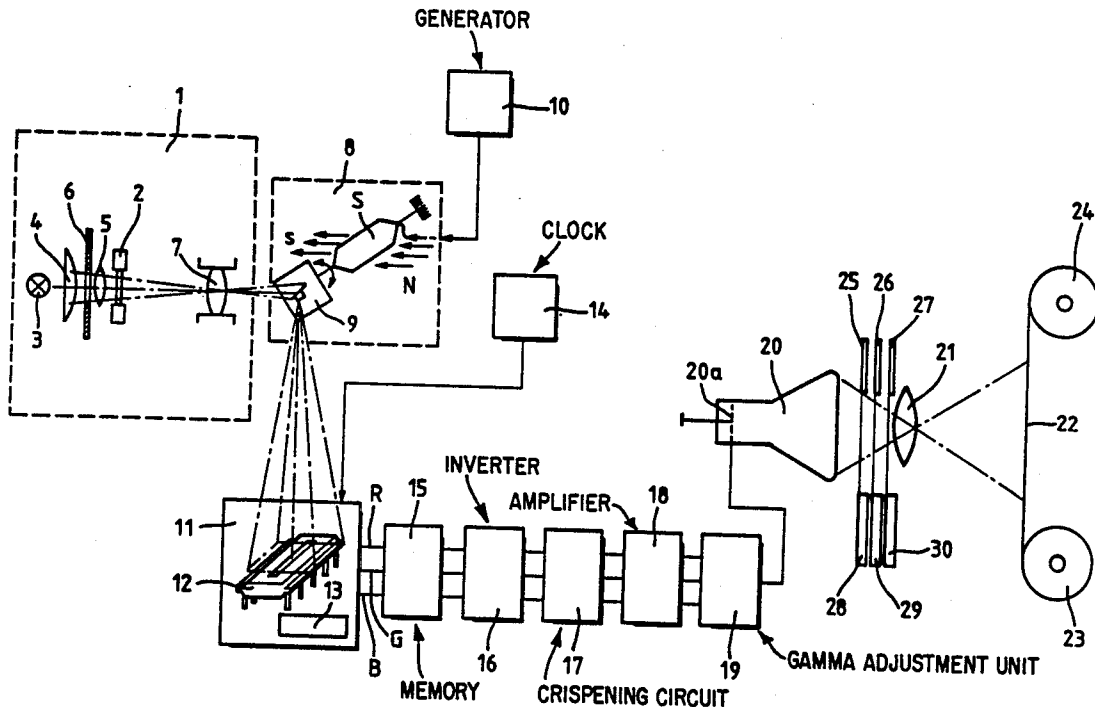 GENERATOR
10
1
8
6
2
4
5
S
S
7
N
3
9
CLOCK
14
24
25
26
27
20
21
20a
22
INVERTER
AMPLIFIER
18
15
R
11
12
13
G
B
16
17
19
30
28
29
23
MEMORY
CRISPENING CIRCUIT
GAMMA ADJUSTMENT UNIT